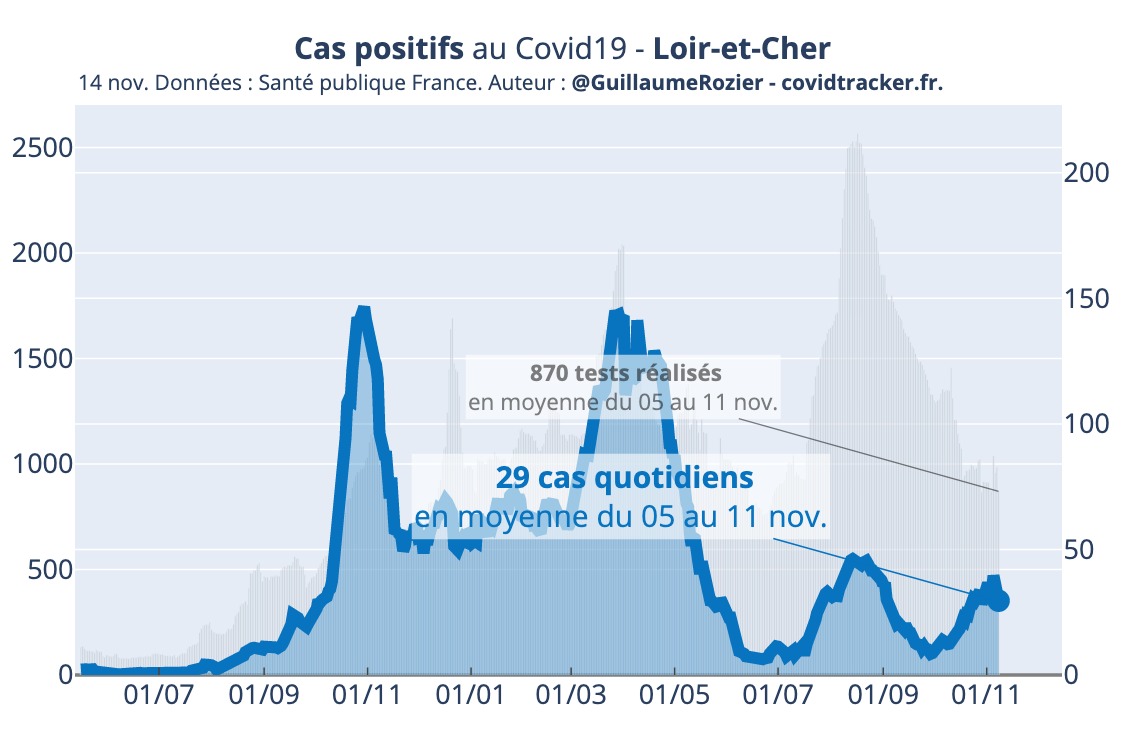 Cas positifs au Covid19 - Loir-et-Cher
14 nov. Données : Santé publique France. Auteur : @GuillaumeRozier - covidtracker.fr.
2500
2000
1500
1000
500
0
200
150
100
50
0
870 tests réalisés
en moyenne du 05 au 11 nov.
29 cas quotidiens
en moyenne du 05 au 11 nov.
01/07 01/09 01/11 01/01 01/03 01/05 01/07 01/09 01/11